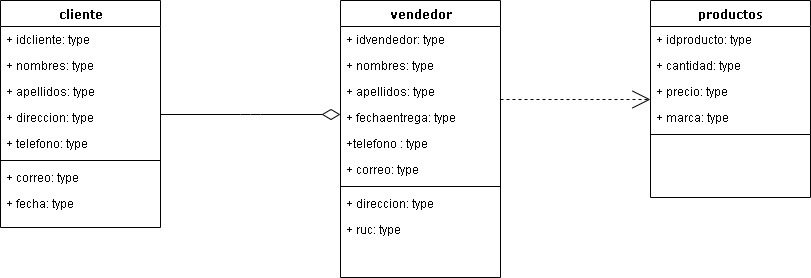 cliente
+ idcliente: type
+ nombres: type
+ apellidos: type
+ direccion: type
+ telefono: type
+ correo: type
+ fecha: type
vendedor
+ idvendedor: type
+ nombres: type
+ apellidos: type
+ fechaentrega: type
+telefono : type
+ correo: type
+ direccion: type
+ ruc: type
productos
+ idproducto: type
+ cantidad: type
+ precio: type
+ marca: type